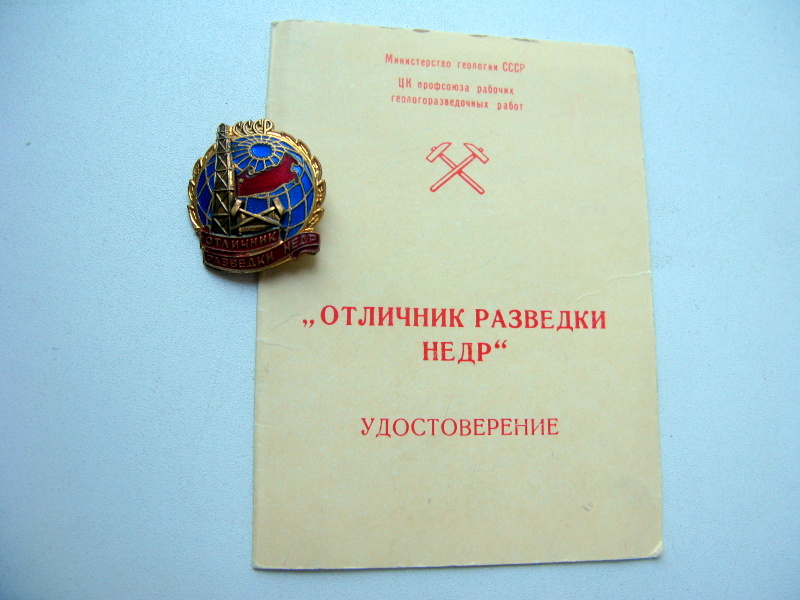 СССР
ОТЛИЧНИК
РАЗВЕДКИ НЕДР
Министерство геологии СССР
ЦК профсоюза рабочих
геологоразведочных работ
„ОТЛИЧНИК РАЗВЕДКИ
НЕДР“
УДОСТОВЕРЕНИЕ